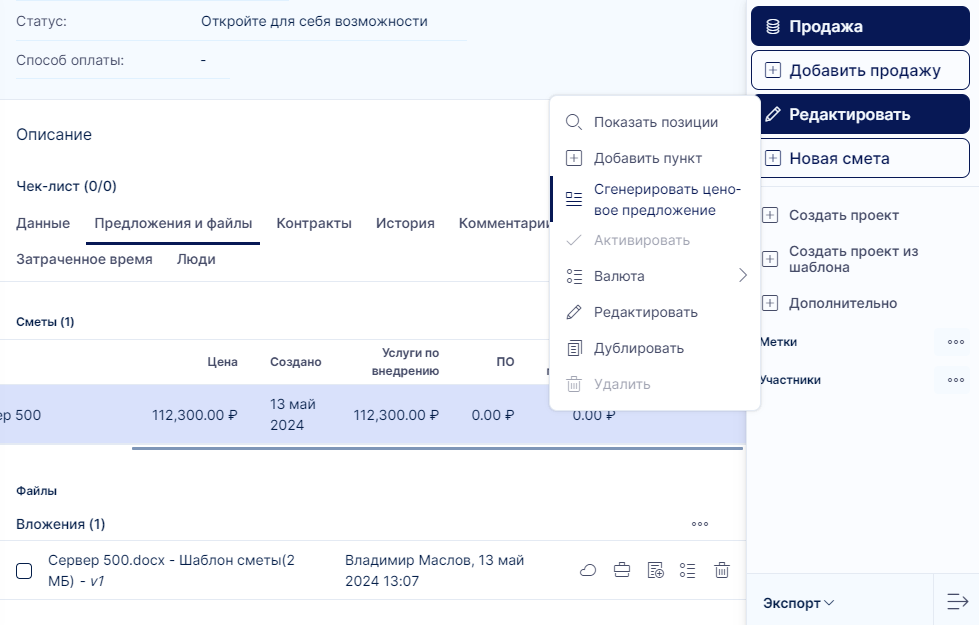 Статус:
Откройте для себя возможности
Способ оплаты:
-
Описание
Чек-лист (0/0)
Данные
Предложения и файлы
Контракты
История
Комментарии
Затраченное время
Люди
Сметы (1)
Цена
Создано
Услуги по
внедрению
ПО
ер 500
112,300.00 ₽
13 май
2024
112,300.00 ₽
0.00 ₽
0.00 ₽
Файлы
Вложения (1)
Сервер 500.docx - Шаблон сметы(2
МБ) - v1
Владимир Маслов, 13 май
2024 13:07
Показать позиции
Добавить пункт
Сгенерировать цено-
вое предложение
Активировать
Валюта
Редактировать
Дублировать
Удалить
Продажа
Добавить продажу
Редактировать
Новая смета
Создать проект
Создать проект из
шаблона
Дополнительно
Метки
Участники
Экспорт